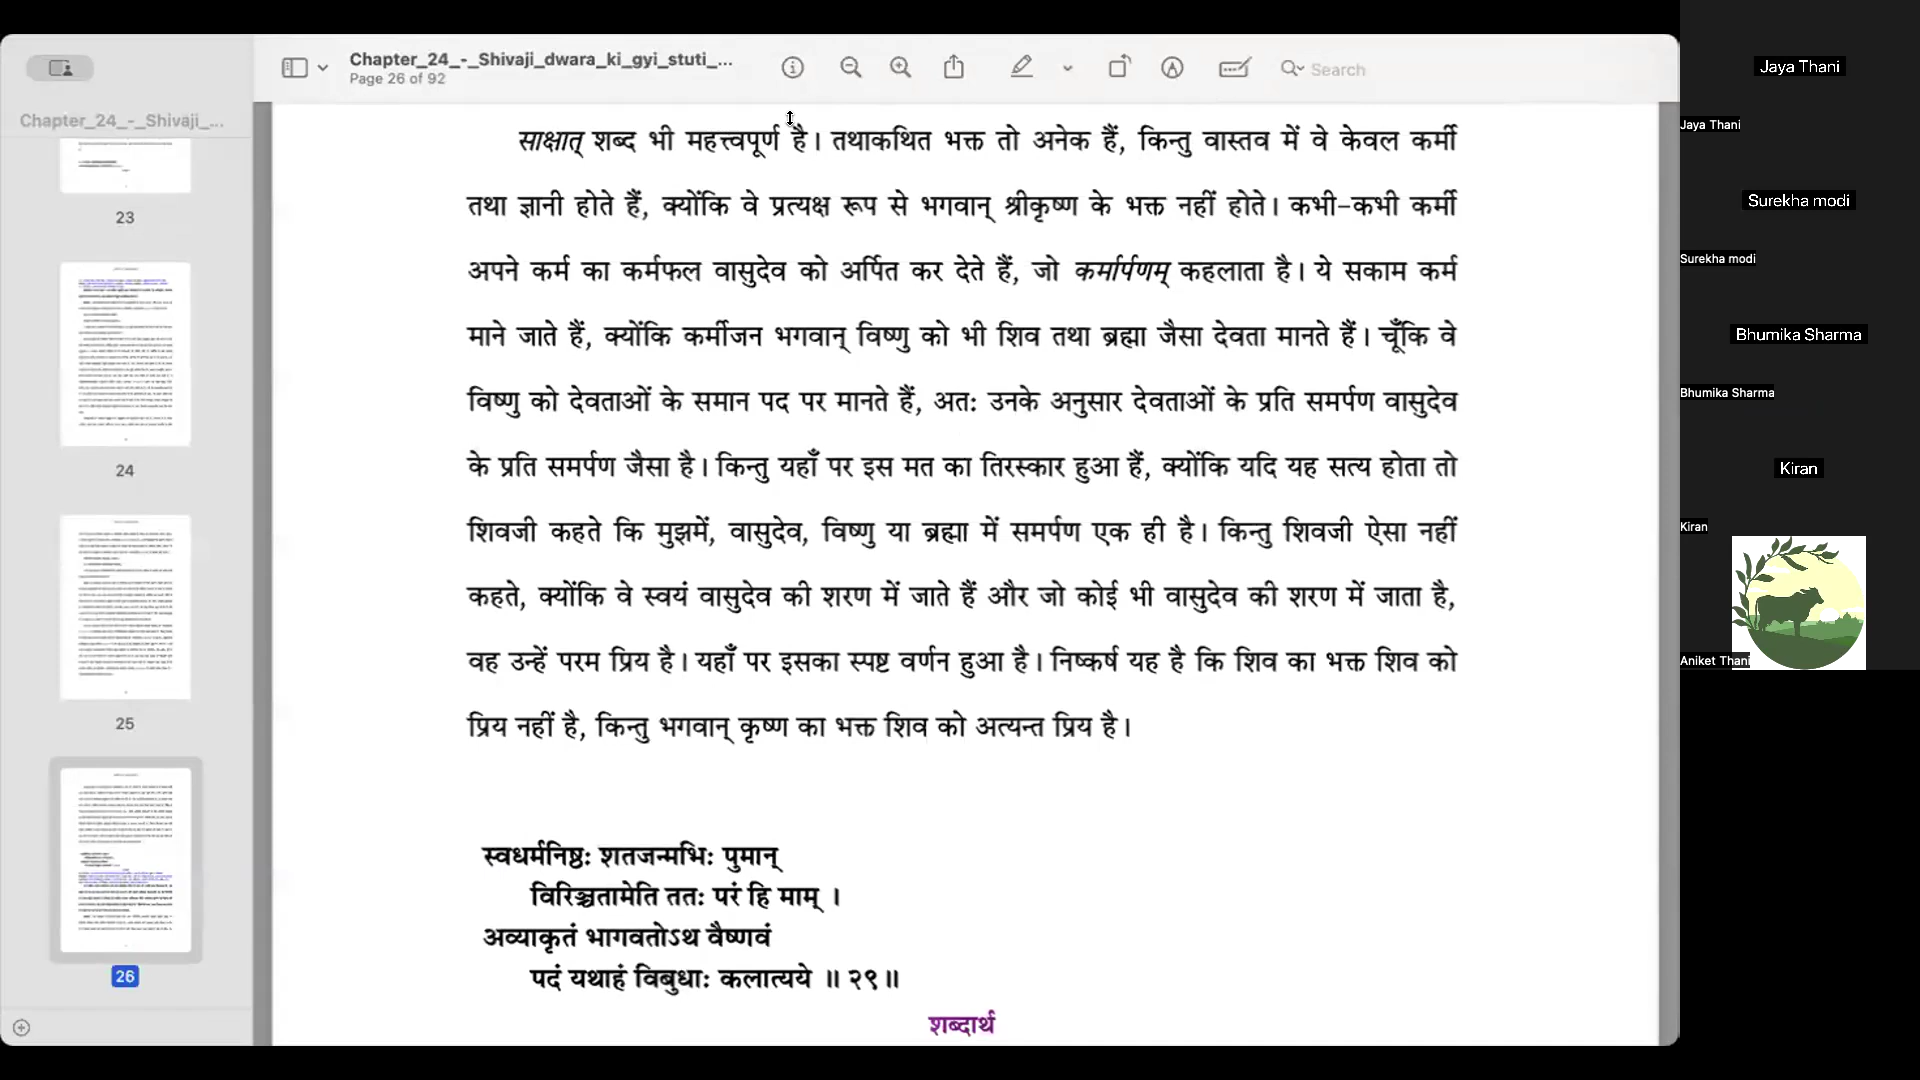 Chapter_24_-_Shivaji_dwara_ki_gyi_stuti_...
Page 26 of 92
Search
Chapter_24_-_Shivaji_...
23
24
25
26
साक्षात् शब्द भी महत्त्वपूर्ण है। तथाकथित भक्त तो अनेक हैं, किन्तु वास्तव में वे केवल कर्मी
तथा ज्ञानी होते हैं, क्योंकि वे प्रत्यक्ष रूप से भगवान् श्रीकृष्ण के भक्त नहीं होते। कभी-कभी कर्मी
अपने कर्म का कर्मफल वासुदेव को अर्पित कर देते हैं, जो कर्मार्पणम् कहलाता है। ये सकाम कर्म
माने जाते हैं, क्योंकि कर्मीजन भगवान् विष्णु को भी शिव तथा ब्रह्मा जैसा देवता मानते हैं। चूँकि वे
विष्णु को देवताओं के समान पद पर मानते हैं, अतः उनके अनुसार देवताओं के प्रति समर्पण वासुदेव
के प्रति समर्पण जैसा है। किन्तु यहाँ पर इस मत का तिरस्कार हुआ हैं, क्योंकि यदि यह सत्य होता तो
शिवजी कहते कि मुझमें, वासुदेव, विष्णु या ब्रह्मा में समर्पण एक ही है। किन्तु शिवजी ऐसा नहीं
कहते, क्योंकि वे स्वयं वासुदेव की शरण में जाते हैं और जो कोई भी वासुदेव की शरण में जाता है,
वह उन्हें परम प्रिय है। यहाँ पर इसका स्पष्ट वर्णन हुआ है। निष्कर्ष यह है कि शिव का भक्त शिव को
प्रिय नहीं है, किन्तु भगवान् कृष्ण का भक्त शिव को अत्यन्त प्रिय है।
स्वधर्मनिष्ठः शतजन्मभिः पुमान्
विरिञ्चतामेति ततः परं हि माम् ।
अव्याकृतं भागवतोऽथ वैष्णवं
पदं यथाहं विबुधाः कलात्यये ॥ २९॥
शब्दार्थ
Jaya Thani
Jaya Thani
Surekha modi
Surekha modi
Bhumika Sharma
Bhumika Sharma
Kiran
Kiran
Aniket Thani